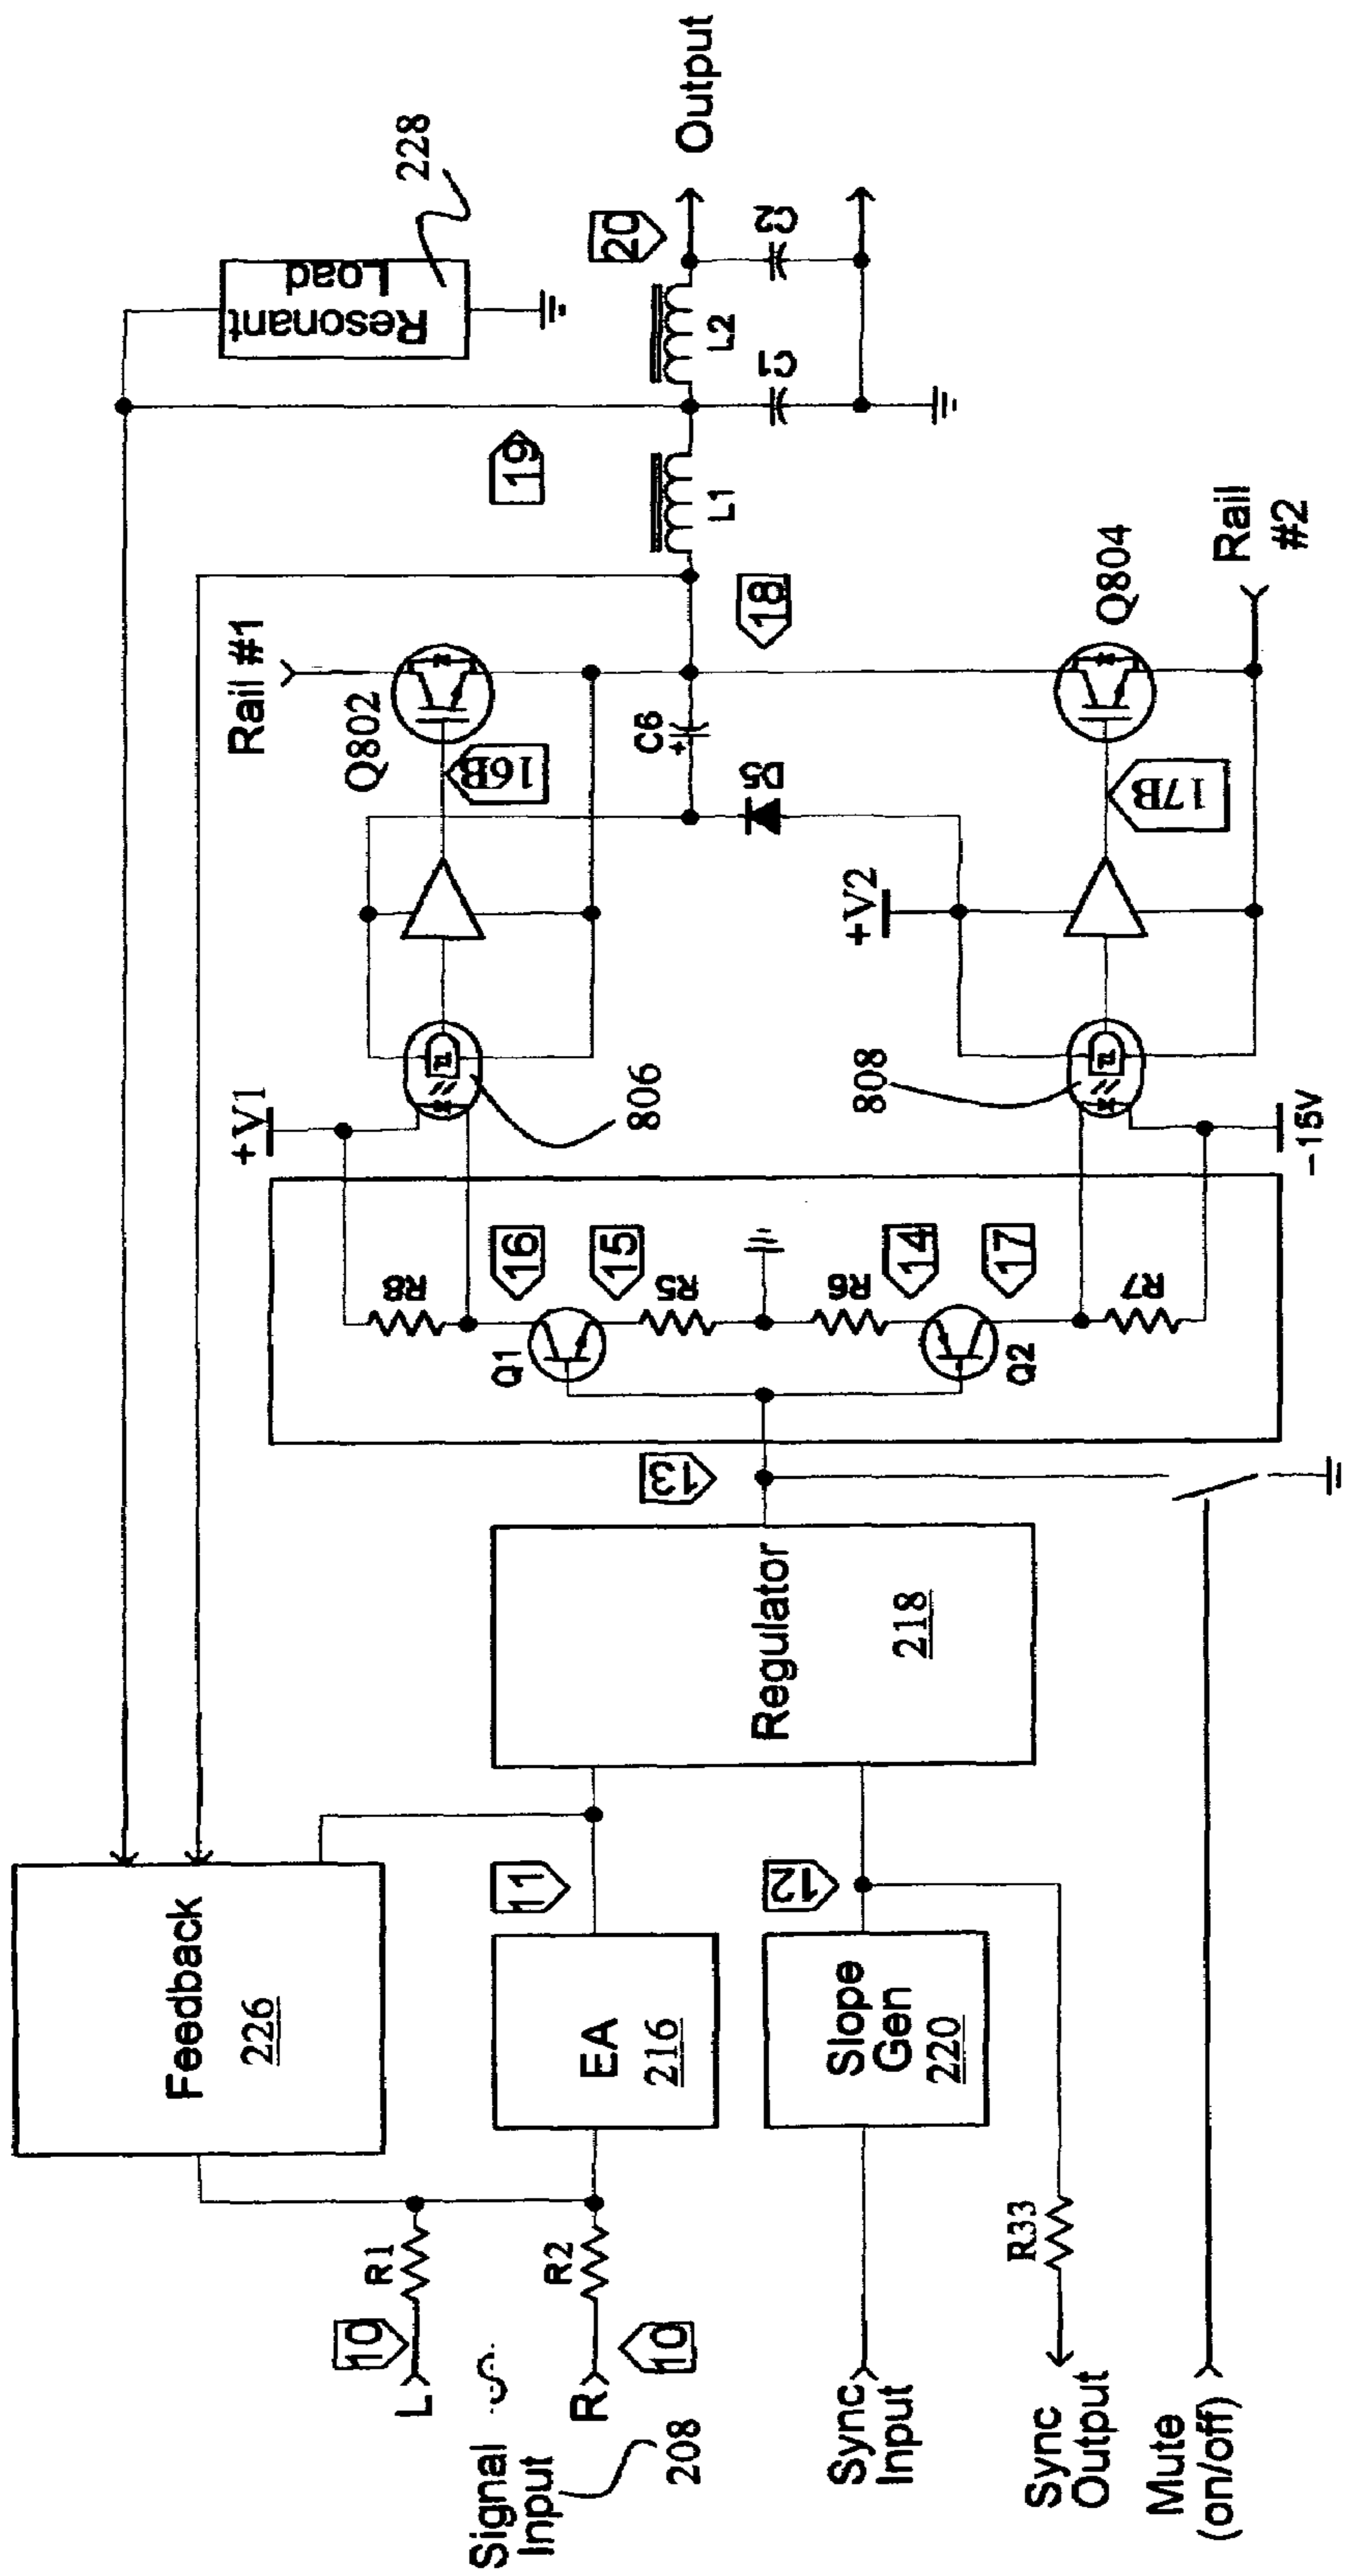 Signal
Input
208
L
R
10
10
R1
R2
Sync
Input
Sync
Output
R33
Mute
(on/off)
Feedback
226
EA
216
Slope
Gen
220
11
12
Regulator
218
13
R8
16
Q1
15
R5
R6
14
Q2
17
R7
+V1
806
808
-15V
+V2
Rail #1
Q802
16B
C6
D5
17B
Q804
Rail
#2
18
19
L1
L2
C1
C2
20
Output
Resonant
Load
228